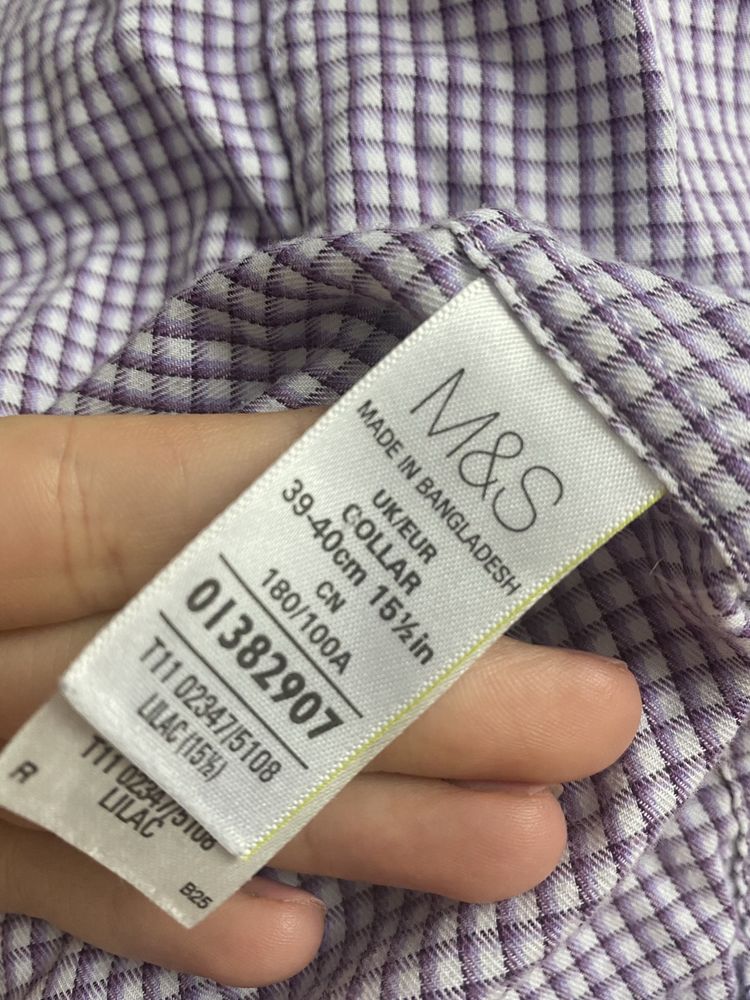 M&S
MADE IN BANGLADESH
UK/EUR
COLLAR
39-40cm 15½in
CN
180/100A
01382907
T11 02347/5108
LILAC (15½)
T11 02347/5108
LILAC
R
B25